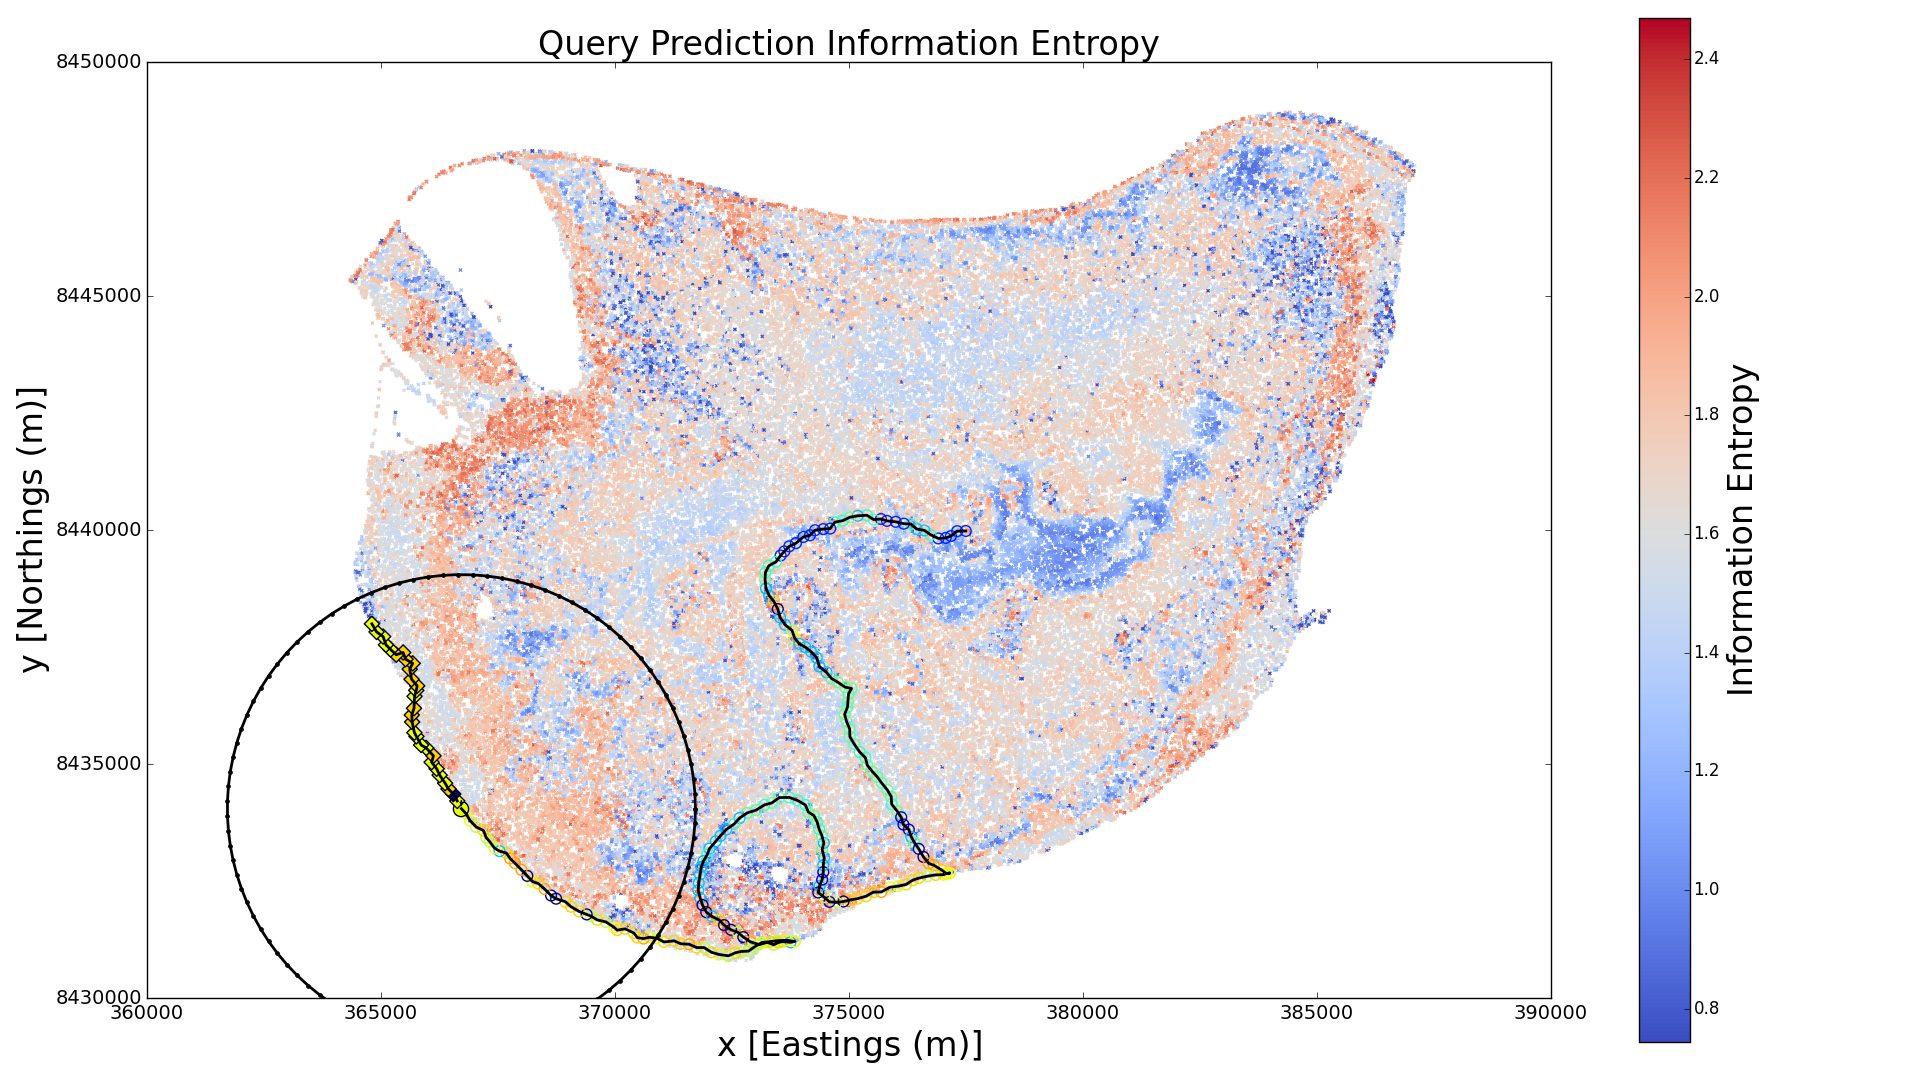 Query Prediction Information Entropy
y [Northings (m)]
8450000
8445000
8440000
8435000
8430000
360000 365000 370000 375000 380000 385000 390000
x [Eastings (m)]
2.4
2.2
2.0
1.8
1.6
1.4
1.2
1.0
0.8
Information Entropy